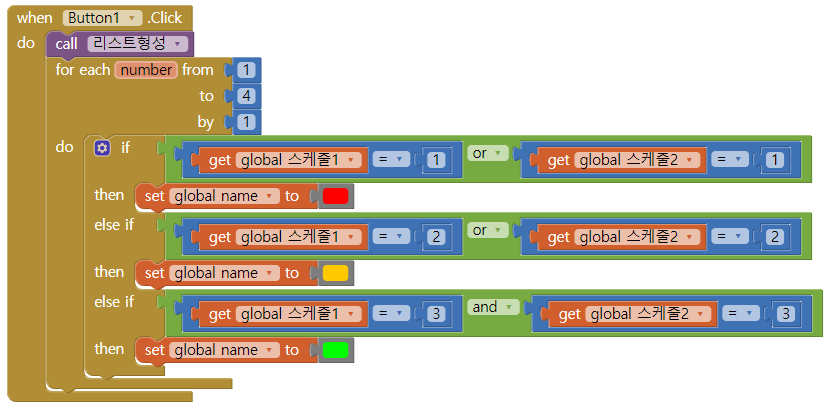 when Button1 .Click
do call 리스트형성
for each number from 1
to 4
by 1
do if get global 스케줄1 = 1 or get global 스케줄2 = 1
then set global name to
else if get global 스케줄1 = 2 or get global 스케줄2 = 2
then set global name to
else if get global 스케줄1 = 3 and get global 스케줄2 = 3
then set global name to